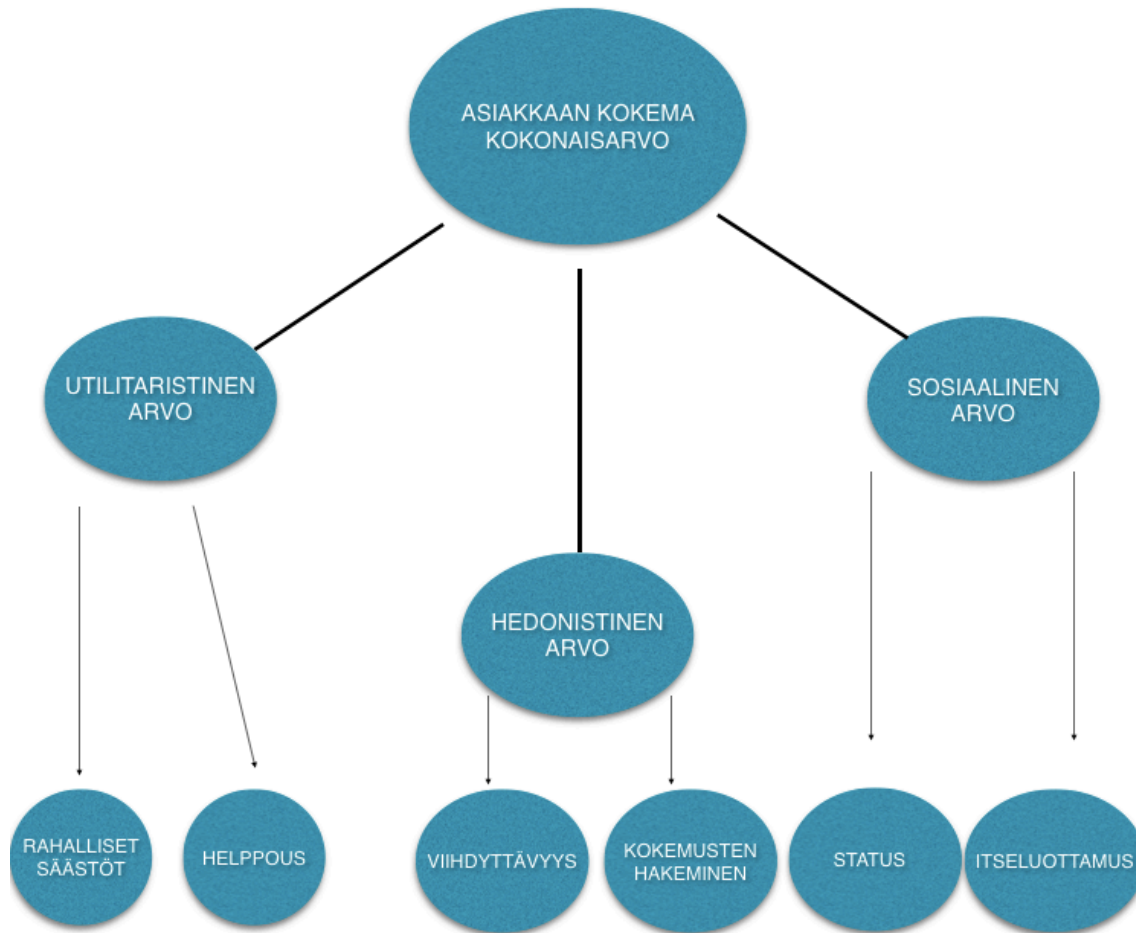 ASIAKKAAN KOKEMA
KOKONAISARVO
UTILITARISTINEN
ARVO
SOSIAALINEN
ARVO
HEDONISTINEN
ARVO
RAHALLISET
SÄÄSTÖT
HELPPOUS
VIIHDYTTÄVYYS
KOKEMUSTEN
HAKEMINEN
STATUS
ITSELUOTTAMUS